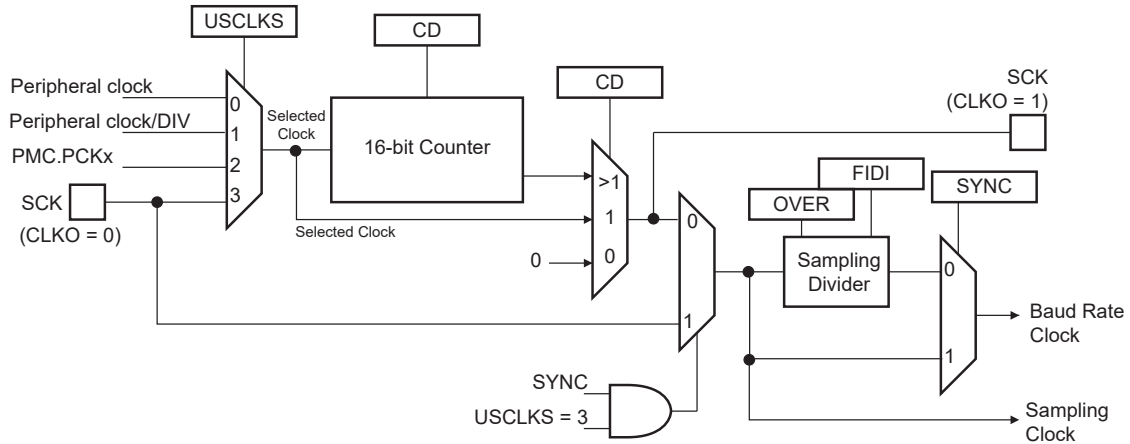 USCLKS
CD
CD
SCK
(CLKO = 1)
Peripheral clock
0
Peripheral clock/DIV
1
Selected
Clock
16-bit Counter
PMC.PCKx
2
SCK
3
(CLKO = 0)
Selected Clock
>1
1
0
0
0
1
FIDI
OVER
SYNC
Sampling
Divider
0
1
Baud Rate
Clock
SYNC
USCLKS = 3
Sampling
Clock